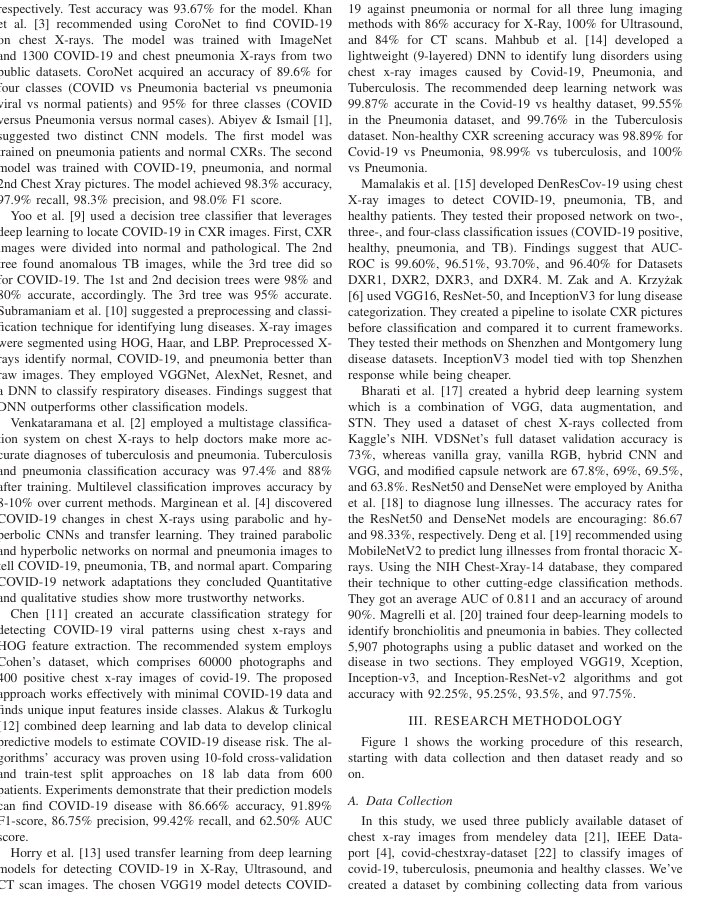 respectively. Test accuracy was 93.67% for the model. Khan
et al. [3] recommended using CoroNet to find COVID-19
on chest X-rays. The model was trained with ImageNet
and 1300 COVID-19 and chest pneumonia X-rays from two
public datasets. CoroNet acquired an accuracy of 89.6% for
four classes (COVID vs Pneumonia bacterial vs pneumonia
viral vs normal patients) and 95% for three classes (COVID
versus Pneumonia versus normal cases). Abiyev & Ismail [1],
suggested two distinct CNN models. The first model was
trained on pneumonia patients and normal CXRs. The second
model was trained with COVID-19, pneumonia, and normal
2nd Chest Xray pictures. The model achieved 98.3% accuracy,
97.9% recall, 98.3% precision, and 98.0% F1 score.
Yoo et al. [9] used a decision tree classifier that leverages
deep learning to locate COVID-19 in CXR images. First, CXR
images were divided into normal and pathological. The 2nd
tree found anomalous TB images, while the 3rd tree did so
for COVID-19. The 1st and 2nd decision trees were 98% and
80% accurate, accordingly. The 3rd tree was 95% accurate.
Subramaniam et al. [10] suggested a preprocessing and classi-
fication technique for identifying lung diseases. X-ray images
were segmented using HOG, Haar, and LBP. Preprocessed X-
rays identify normal, COVID-19, and pneumonia better than
raw images. They employed VGGNet, AlexNet, Resnet, and
a DNN to classify respiratory diseases. Findings suggest that
DNN outperforms other classification models.
Venkataramana et al. [2] employed a multistage classifica-
tion system on chest X-rays to help doctors make more ac-
curate diagnoses of tuberculosis and pneumonia. Tuberculosis
and pneumonia classification accuracy was 97.4% and 88%
after training. Multilevel classification improves accuracy by
8-10% over current methods. Marginean et al. [4] discovered
COVID-19 changes in chest X-rays using parabolic and hy-
perbolic CNNs and transfer learning. They trained parabolic
and hyperbolic networks on normal and pneumonia images to
tell COVID-19, pneumonia, TB, and normal apart. Comparing
COVID-19 network adaptations they concluded Quantitative
and qualitative studies show more trustworthy networks.
Chen [11] created an accurate classification strategy for
detecting COVID-19 viral patterns using chest x-rays and
HOG feature extraction. The recommended system employs
Cohen's dataset, which comprises 60000 photographs and
400 positive chest x-ray images of covid-19. The proposed
approach works effectively with minimal COVID-19 data and
finds unique input features inside classes. Alakus & Turkoglu
[12] combined deep learning and lab data to develop clinical
predictive models to estimate COVID-19 disease risk. The al-
gorithms' accuracy was proven using 10-fold cross-validation
and train-test split approaches on 18 lab data from 600
patients. Experiments demonstrate that their prediction models
can find COVID-19 disease with 86.66% accuracy, 91.89%
F1-score, 86.75% precision, 99.42% recall, and 62.50% AUC
score.
Horry et al. [13] used transfer learning from deep learning
models for detecting COVID-19 in X-Ray, Ultrasound, and
CT scan images. The chosen VGG19 model detects COVID-
19 against pneumonia or normal for all three lung imaging
methods with 86% accuracy for X-Ray, 100% for Ultrasound,
and 84% for CT scans. Mahbub et al. [14] developed a
lightweight (9-layered) DNN to identify lung disorders using
chest x-ray images caused by Covid-19, Pneumonia, and
Tuberculosis. The recommended deep learning network was
99.87% accurate in the Covid-19 vs healthy dataset, 99.55%
in the Pneumonia dataset, and 99.76% in the Tuberculosis
dataset. Non-healthy CXR screening accuracy was 98.89% for
Covid-19 vs Pneumonia, 98.99% vs tuberculosis, and 100%
vs Pneumonia.
Mamalakis et al. [15] developed DenResCov-19 using chest
X-ray images to detect COVID-19, pneumonia, TB, and
healthy patients. They tested their proposed network on two-,
three-, and four-class classification issues (COVID-19 positive,
healthy, pneumonia, and TB). Findings suggest that AUC-
ROC is 99.60%, 96.51%, 93.70%, and 96.40% for Datasets
DXR1, DXR2, DXR3, and DXR4. M. Zak and A. Krzyżak
[6] used VGG16, ResNet-50, and InceptionV3 for lung disease
categorization. They created a pipeline to isolate CXR pictures
before classification and compared it to current frameworks.
They tested their methods on Shenzhen and Montgomery lung
disease datasets. InceptionV3 model tied with top Shenzhen
response while being cheaper.
Bharati et al. [17] created a hybrid deep learning system
which is a combination of VGG, data augmentation, and
STN. They used a dataset of chest X-rays collected from
Kaggle's NIH. VDSNet's full dataset validation accuracy is
73%, whereas vanilla gray, vanilla RGB, hybrid CNN and
VGG, and modified capsule network are 67.8%, 69%, 69.5%,
and 63.8%. ResNet50 and DenseNet were employed by Anitha
et al. [18] to diagnose lung illnesses. The accuracy rates for
the ResNet50 and DenseNet models are encouraging: 86.67
and 98.33%, respectively. Deng et al. [19] recommended using
MobileNetV2 to predict lung illnesses from frontal thoracic X-
rays. Using the NIH Chest-Xray-14 database, they compared
their technique to other cutting-edge classification methods.
They got an average AUC of 0.811 and an accuracy of around
90%. Magrelli et al. [20] trained four deep-learning models to
identify bronchiolitis and pneumonia in babies. They collected
5,907 photographs using a public dataset and worked on the
disease in two sections. They employed VGG19, Xception,
Inception-v3, and Inception-ResNet-v2 algorithms and got
accuracy with 92.25%, 95.25%, 93.5%, and 97.75%.
III. RESEARCH METHODOLOGY
Figure 1 shows the working procedure of this research,
starting with data collection and then dataset ready and so
on.
A. Data Collection
In this study, we used three publicly available dataset of
chest x-ray images from mendeley data [21], IEEE Data-
port [4], covid-chestxray-dataset [22] to classify images of
covid-19, tuberculosis, pneumonia and healthy classes. We've
created a dataset by combining collecting data from various